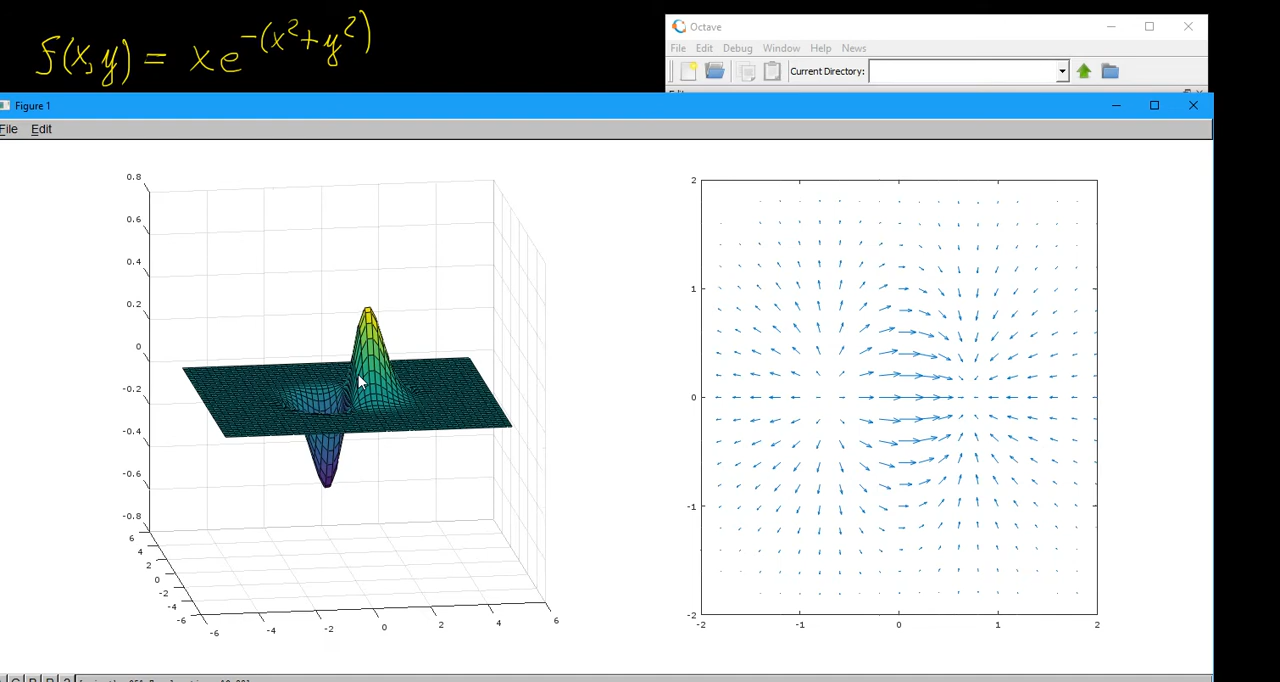 f(x,y) = xe^{-(x²+y²)}
Octave
File Edit Debug Window Help News
Current Directory:
Figure 1
File Edit
0.8
0.6
0.4
0.2
0
-0.2
-0.4
-0.6
-0.8
6
4
2
0
-2
-4
-6
-6 -4 -2 0 2 4 6
2
1
0
-1
-2
-2 -1 0 1 2